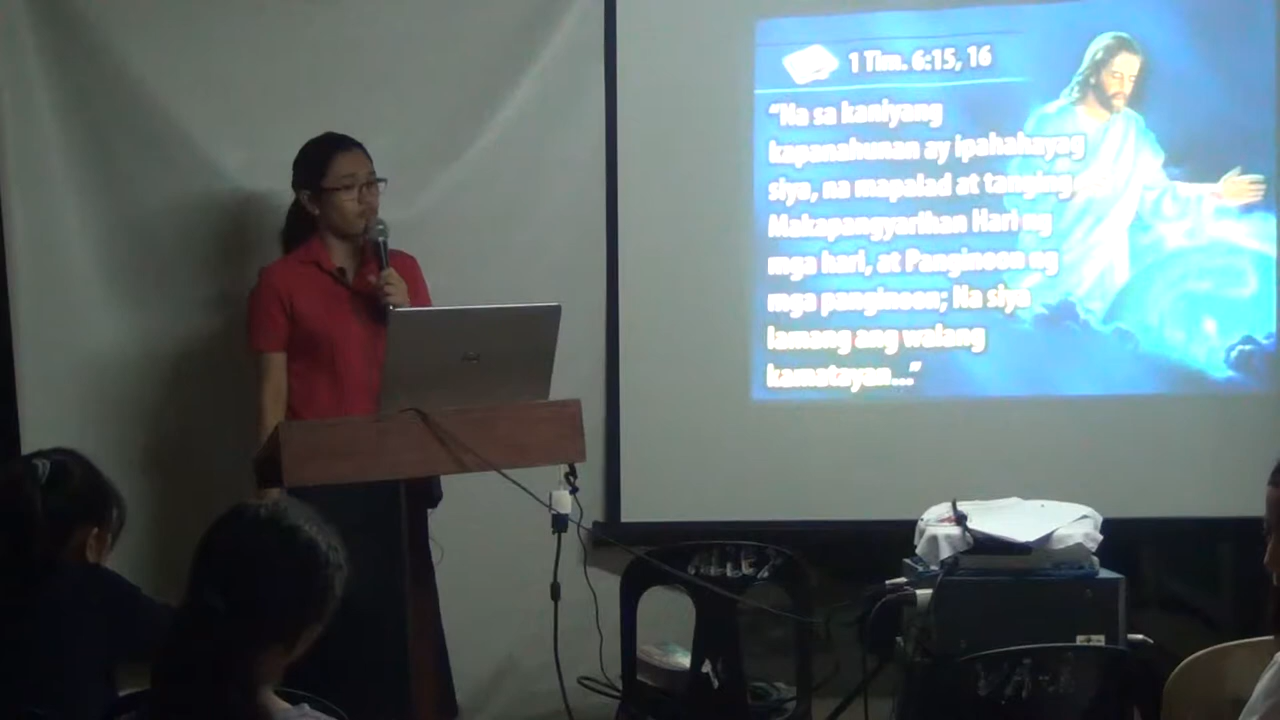 1 Tim. 6:15, 16
“Na sa kaniyang
kapanahunan ay ipahahayag
siya, na mapalad at tanging
Makapangyarihan Hari ng
mga hari, at Panginoon ng
mga panginoon; Na siya
lamang ang walang
kamatayan...”